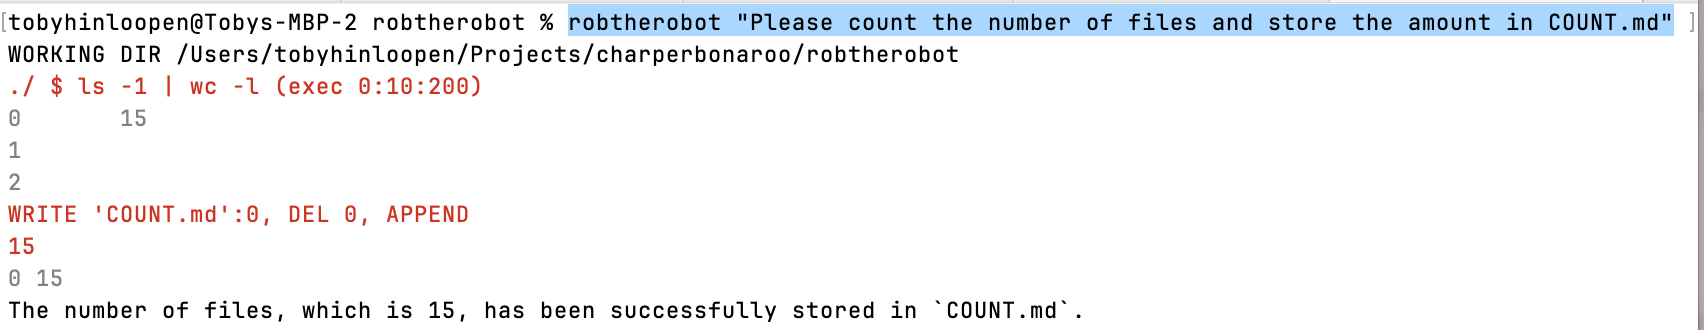 [tobyhinloopen@Tobys-MBP-2 robtherobot % robtherobot "Please count the number of files and store the amount in COUNT.md" ]
WORKING DIR /Users/tobyhinloopen/Projects/charperbonaroo/robtherobot
./ $ ls -1 | wc -l (exec 0:10:200)
0       15
1
2
WRITE 'COUNT.md':0, DEL 0, APPEND
15
0 15
The number of files, which is 15, has been successfully stored in `COUNT.md`.